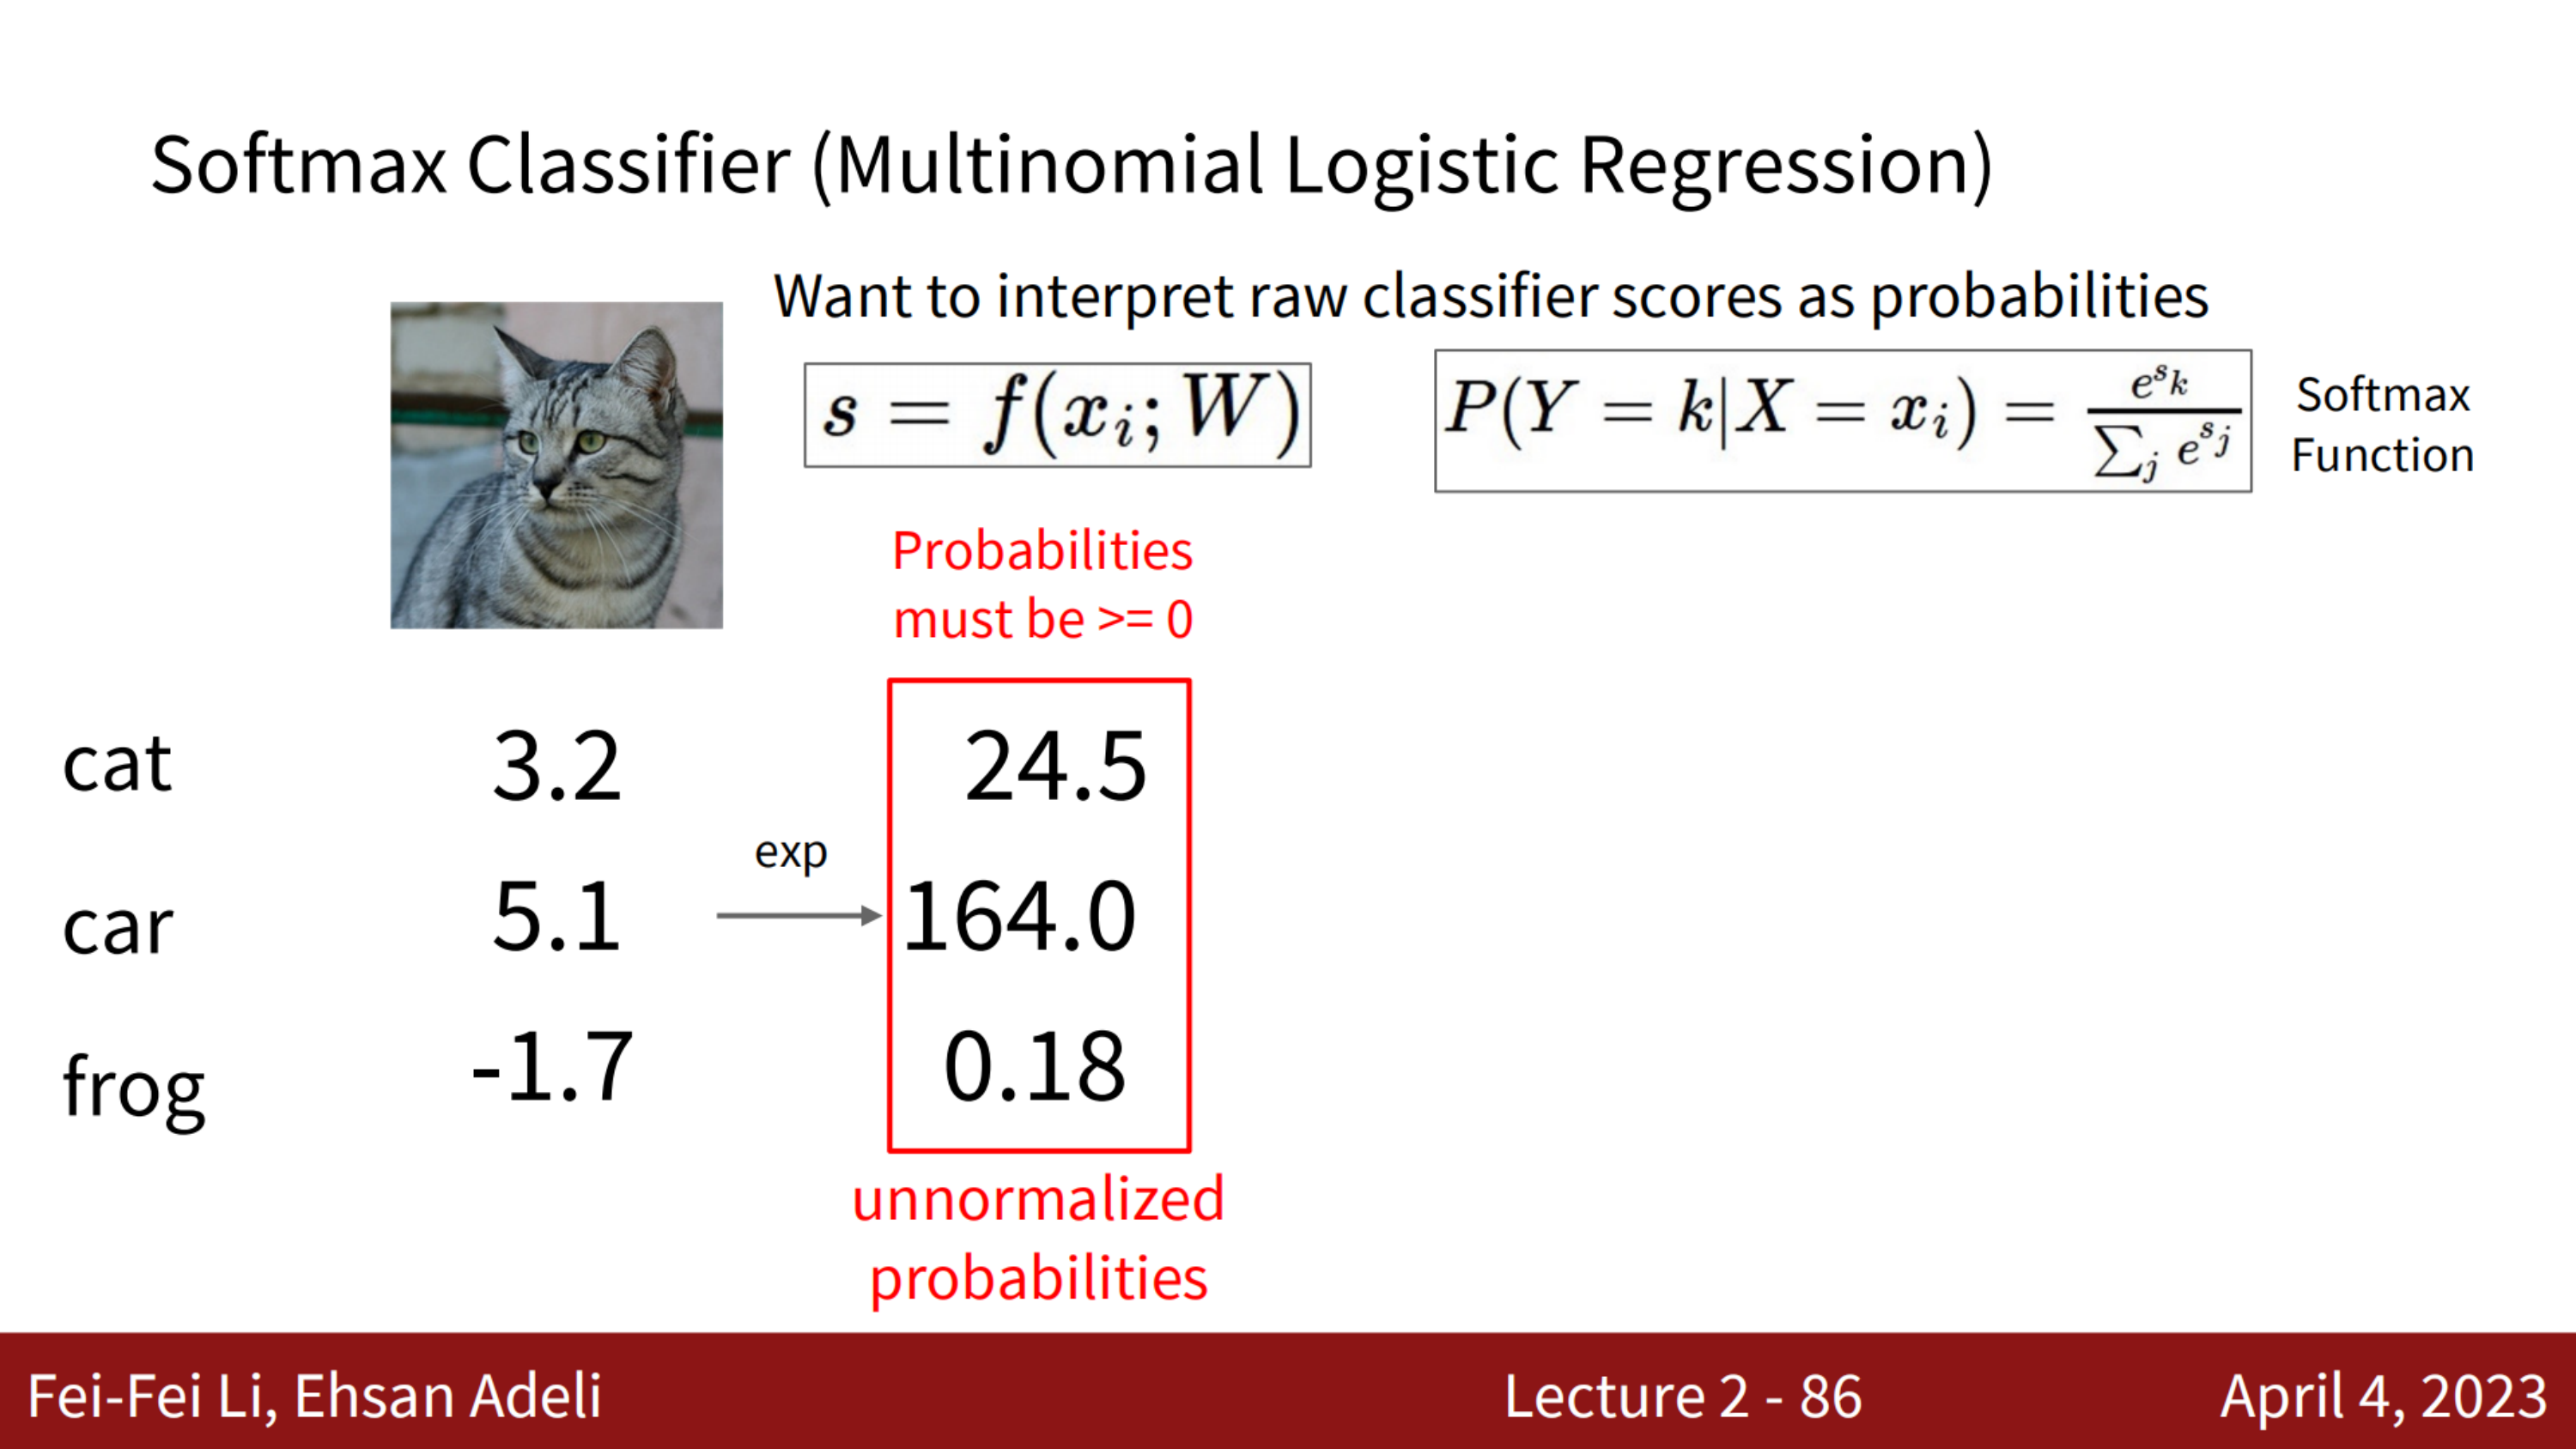 Softmax Classifier (Multinomial Logistic Regression)
Want to interpret raw classifier scores as probabilities
s = f(x_i; W)
P(Y = k|X = x_i) = \frac{e^{s_k}}{\sum_j e^{s_j}}
Softmax
Function
Probabilities
must be >= 0
cat 3.2 24.5
exp
car 5.1 164.0
frog -1.7 0.18
unnormalized
probabilities
Fei-Fei Li, Ehsan Adeli Lecture 2 - 86 April 4, 2023